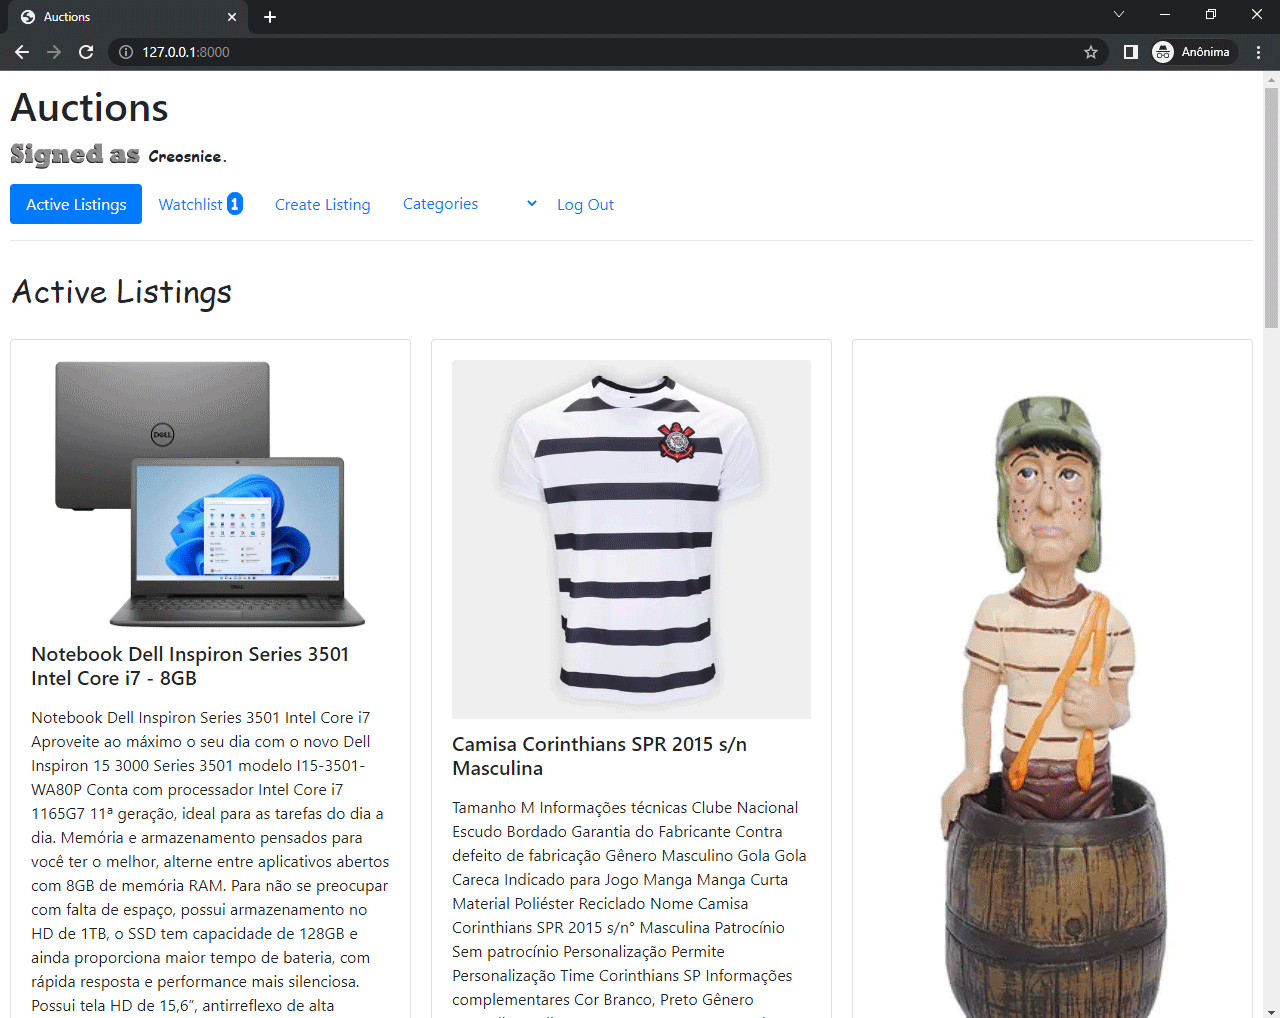 Auctions
127.0.0.1:8000
Anônima
Auctions
Signed as Creosnice.
Active Listings
Watchlist 1
Create Listing
Categories
Log Out
Active Listings
DELL
DELL
Notebook Dell Inspiron Series 3501
Intel Core i7 - 8GB
Notebook Dell Inspiron Series 3501 Intel Core i7
Aproveite ao máximo o seu dia com o novo Dell
Inspiron 15 3000 Series 3501 modelo I15-3501-
WA80P Conta com processador Intel Core i7
1165G7 11ª geração, ideal para as tarefas do dia a
dia. Memória e armazenamento pensados para
você ter o melhor, alterne entre aplicativos abertos
com 8GB de memória RAM. Para não se preocupar
com falta de espaço, possui armazenamento no
HD de 1TB, o SSD tem capacidade de 128GB e
ainda proporciona maior tempo de bateria, com
rápida resposta e performance mais silenciosa.
Possui tela HD de 15,6”, antirreflexo de alta
Camisa Corinthians SPR 2015 s/n
Masculina
Tamanho M Informações técnicas Clube Nacional
Escudo Bordado Garantia do Fabricante Contra
defeito de fabricação Gênero Masculino Gola Gola
Careca Indicado para Jogo Manga Manga Curta
Material Poliéster Reciclado Nome Camisa
Corinthians SPR 2015 s/n° Masculina Patrocínio
Sem patrocínio Personalização Permite
Personalização Time Corinthians SP Informações
complementares Cor Branco, Preto Gênero